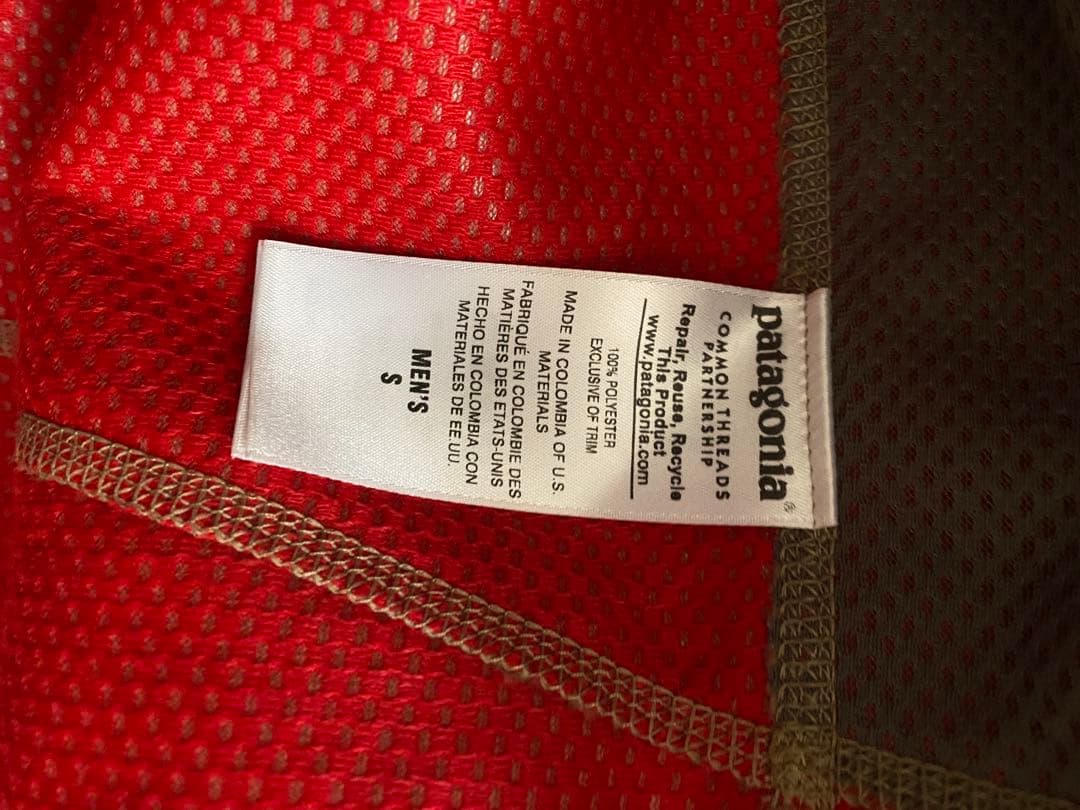 patagonia®
COMMON THREADS
PARTNERSHIP
Repair, Reuse, Recycle
This Product
www.patagonia.com
100% POLYESTER
EXCLUSIVE OF TRIM
MADE IN COLOMBIA OF U.S.
MATERIALS
FABRIQUÉ EN COLOMBIE DES
MATIÈRES DES ETATS-UNIS
HECHO EN COLOMBIA CON
MATERIALES DE EE.UU.
MEN'S
S